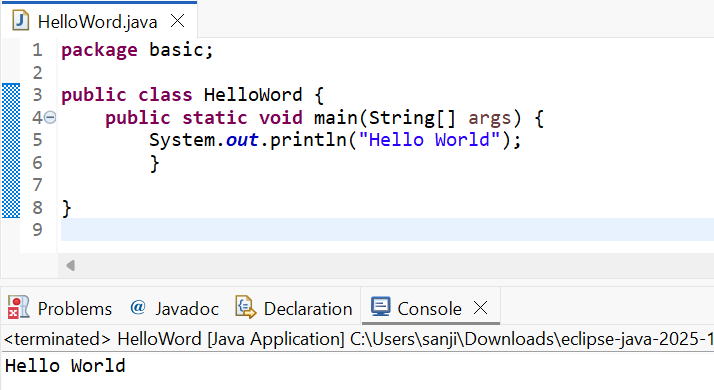 HelloWord.java
1 package basic;
2
3 public class HelloWord {
4 public static void main(String[] args) {
5 System.out.println("Hello World");
6 }
7
8 }
9
Problems @ Javadoc Declaration Console
<terminated> HelloWord [Java Application] C:\Users\sanji\Downloads\eclipse-java-2025-1
Hello World